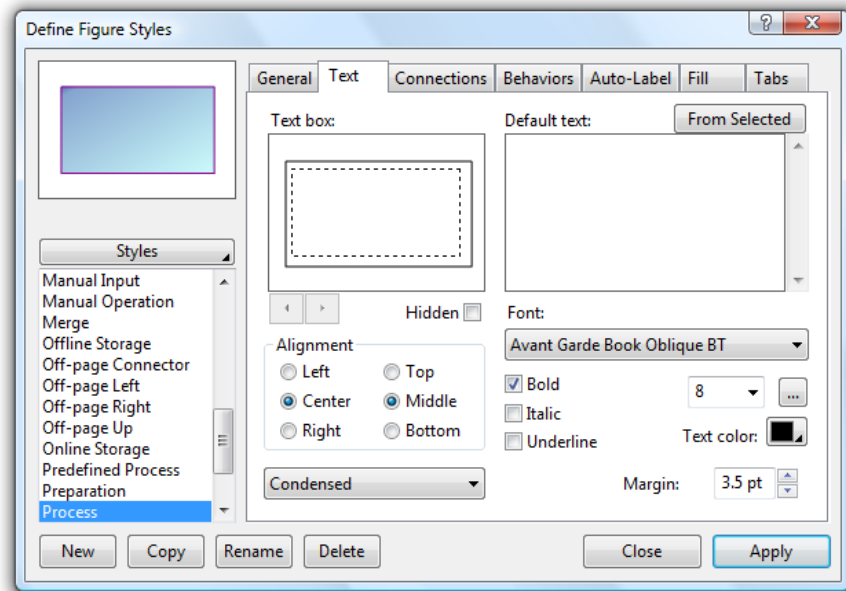 Define Figure Styles
?
General Text Connections Behaviors Auto-Label Fill Tabs
Text box:
Default text:
From Selected
Styles
Manual Input
Manual Operation
Merge
Offline Storage
Off-page Connector
Off-page Left
Off-page Right
Off-page Up
Online Storage
Predefined Process
Preparation
Process
Hidden
Font:
Avant Garde Book Oblique BT
Alignment
Left Top
Center Middle
Right Bottom
Bold
Italic
Underline
8
...
Text color:
Condensed
Margin: 3.5 pt
New Copy Rename Delete Close Apply